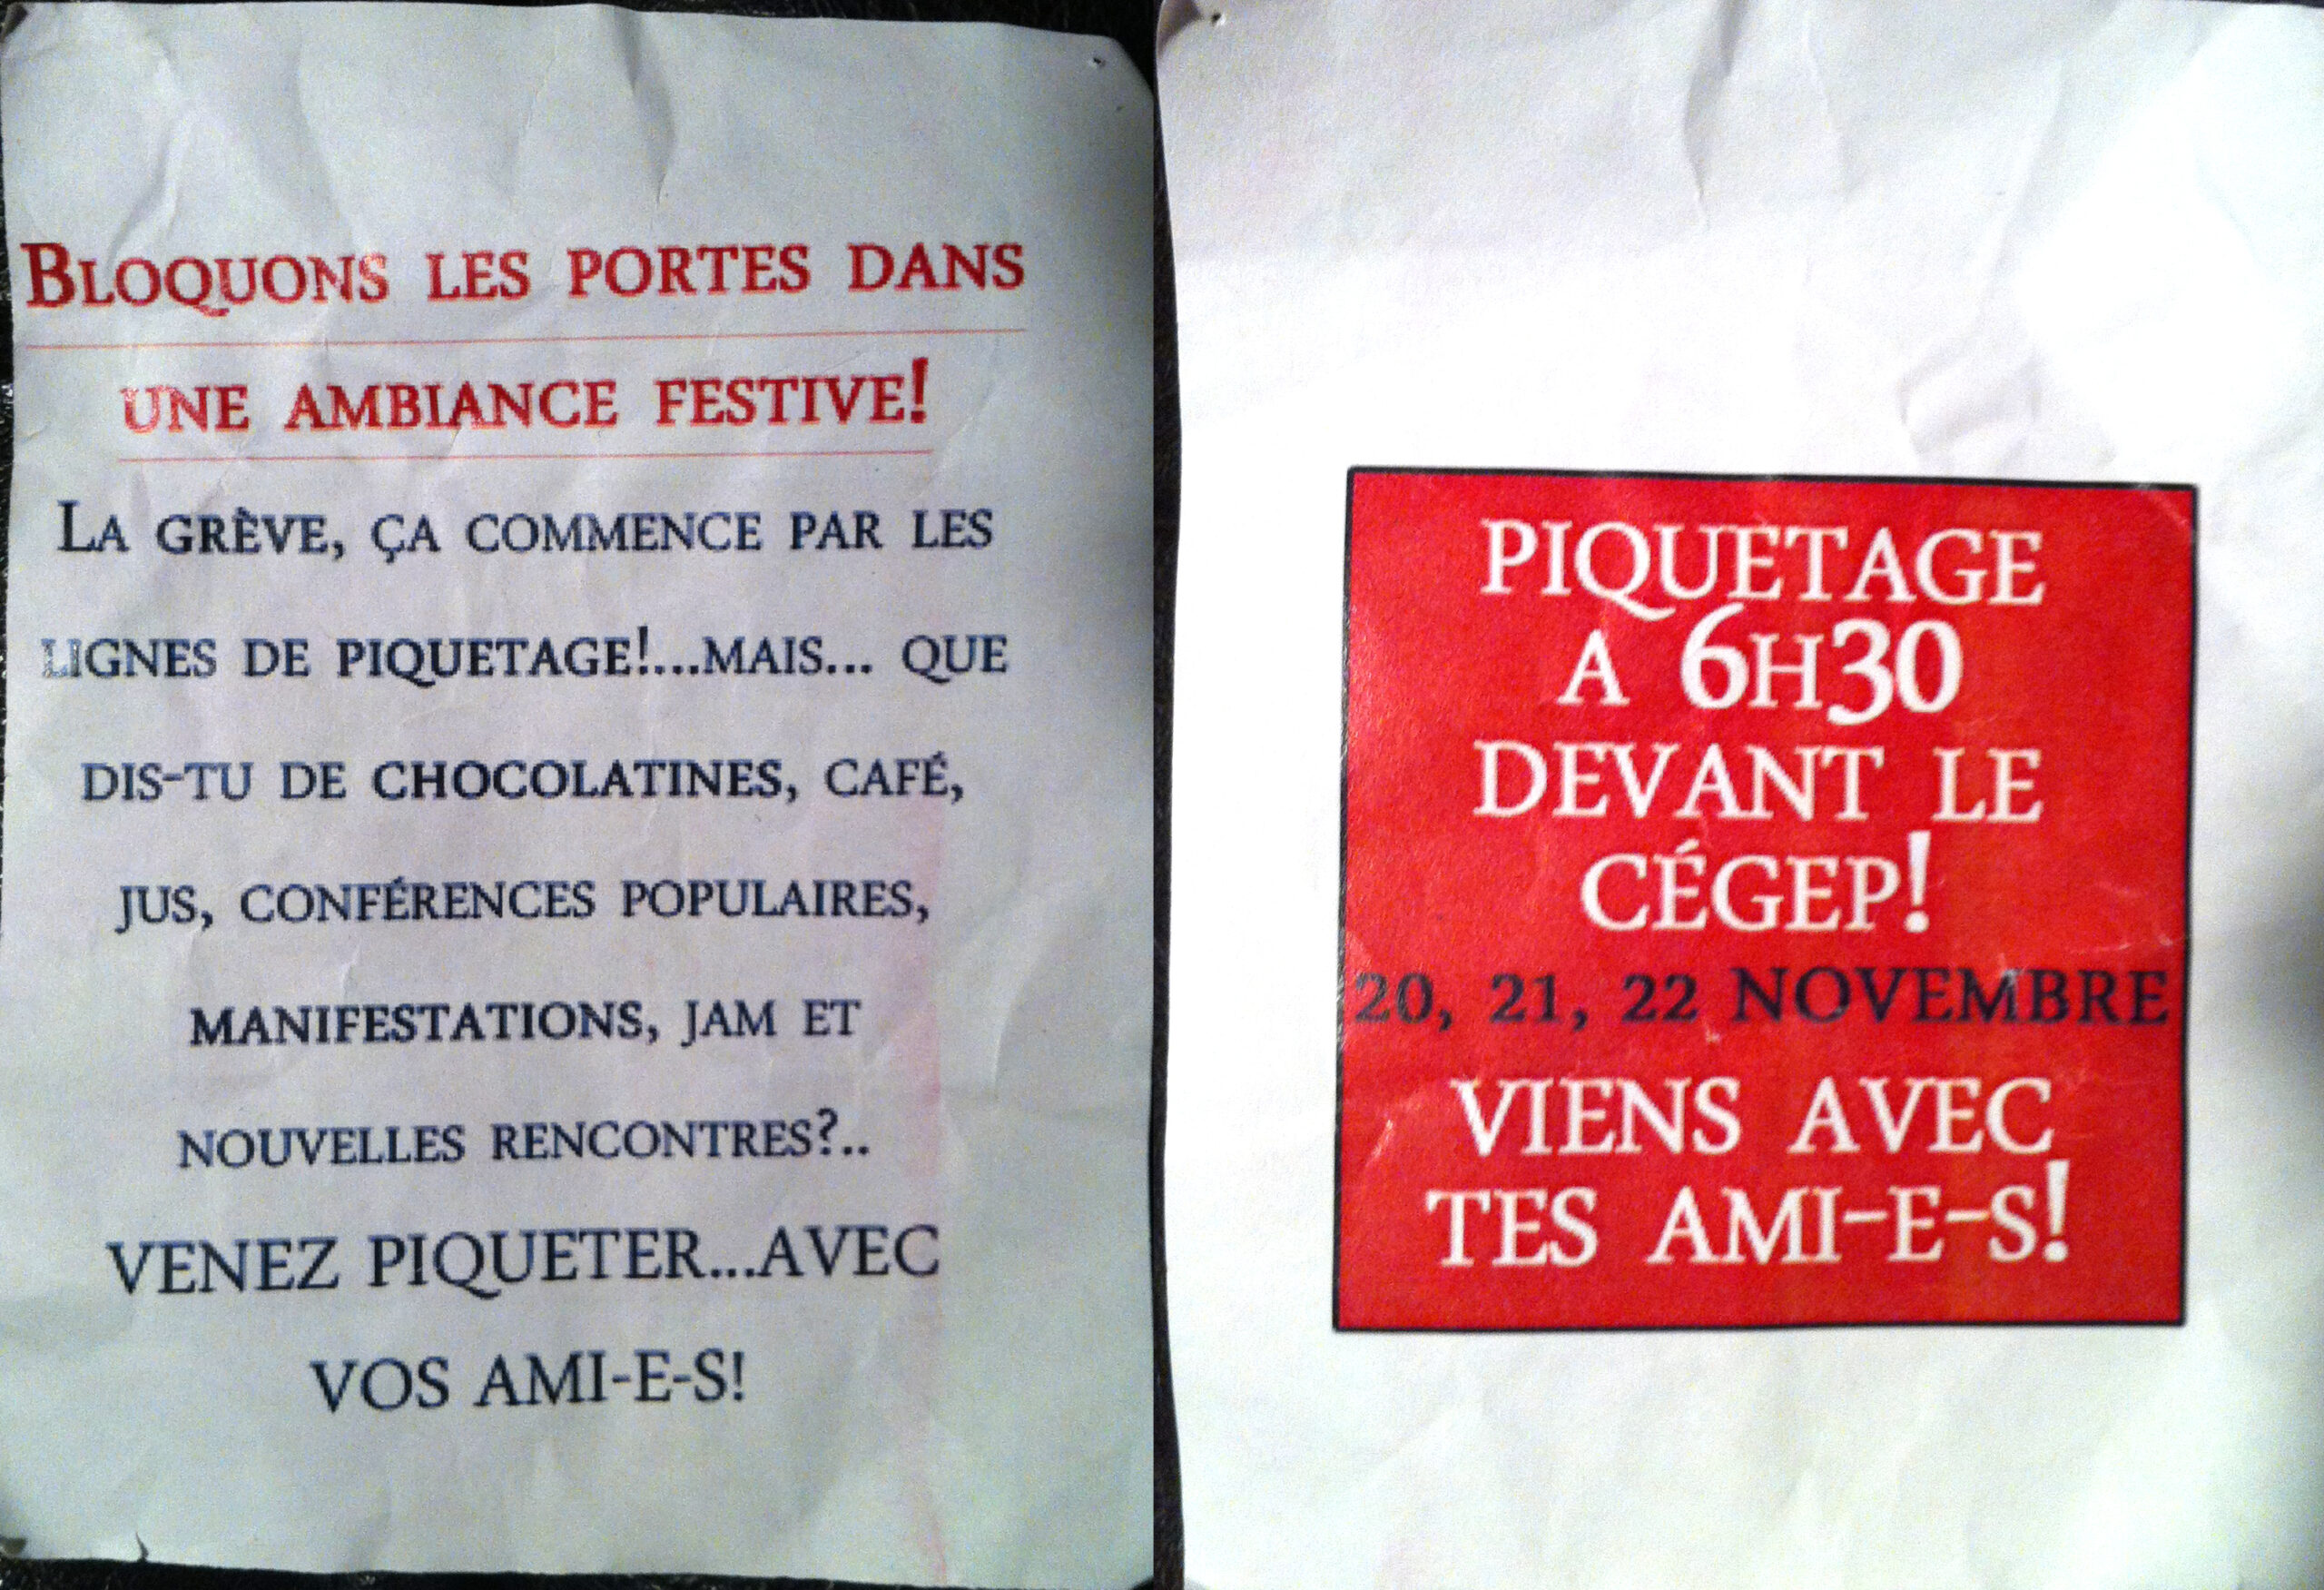 Bloquons les portes dans
une ambiance festive!
La grève, ça commence par les
lignes de piquetage!...mais... que
dis-tu de chocolatines, café,
jus, conférences populaires,
manifestations, jam et
nouvelles rencontres?..
VENEZ PIQUETER...AVEC
VOS AMI-E-S!
PIQUETAGE
A 6H30
DEVANT LE
CÉGEP!
20, 21, 22 NOVEMBRE
VIENS AVEC
TES AMI-E-S!